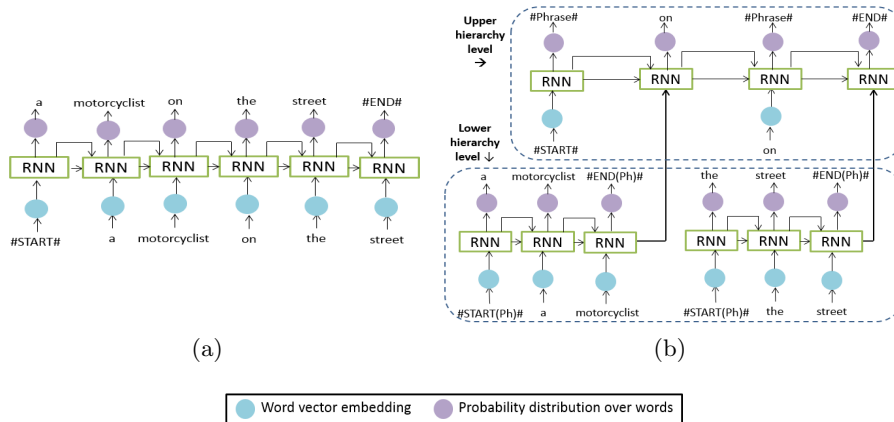 a motorcyclist on the street #END#
RNN RNN RNN RNN RNN RNN
#START# a motorcyclist on the street
(a)
Upper
hierarchy
level
#Phrase# on #Phrase# #END#
RNN RNN RNN RNN
#START# on
Lower
hierarchy
level
a motorcyclist #END(Ph)# the street #END(Ph)#
RNN RNN RNN RNN RNN RNN
#START(Ph)# a motorcyclist #START(Ph)# the street
(b)
Word vector embedding Probability distribution over words